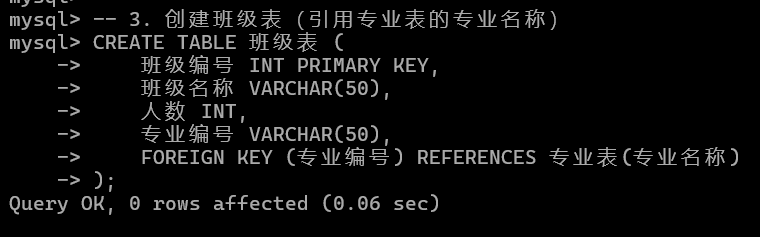 mysql> -- 3. 创建班级表（引用专业表的专业名称）
mysql> CREATE TABLE 班级表 (
    ->     班级编号 INT PRIMARY KEY,
    ->     班级名称 VARCHAR(50),
    ->     人数 INT,
    ->     专业编号 VARCHAR(50),
    ->     FOREIGN KEY (专业编号) REFERENCES 专业表(专业名称)
    -> );
Query OK, 0 rows affected (0.06 sec)